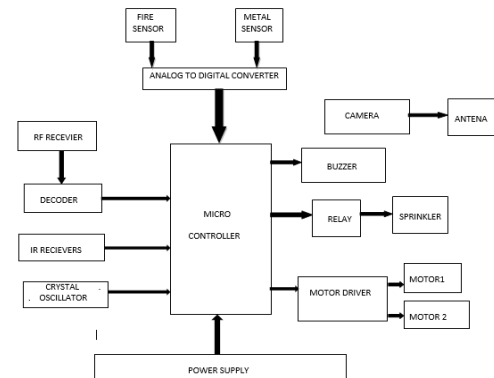 FIRE
SENSOR
METAL
SENSOR
ANALOG TO DIGITAL CONVERTER
CAMERA
ANTENA
RF RECEVIER
BUZZER
DECODER
MICRO
CONTROLLER
RELAY
SPRINKLER
IR RECIEVERS
CRYSTAL
OSCILLATOR
MOTOR DRIVER
MOTOR1
MOTOR 2
POWER SUPPLY